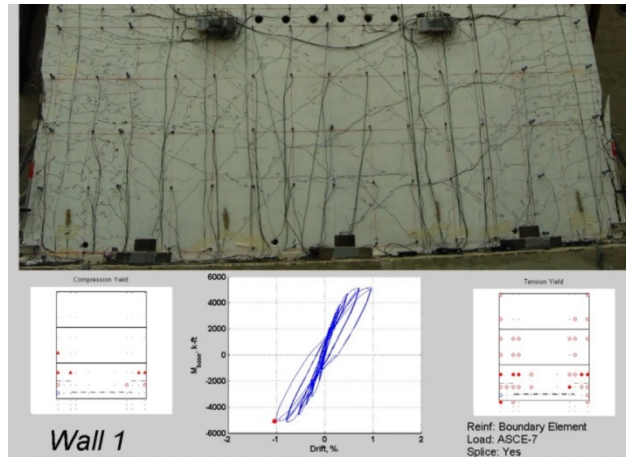 Compression Yield
Tension Yield
6000
4000
2000
0
-2000
-4000
-6000
M_base, k-ft
-2
-1
0
1
2
Drift, %
Wall 1
Reinf: Boundary Element
Load: ASCE-7
Splice: Yes